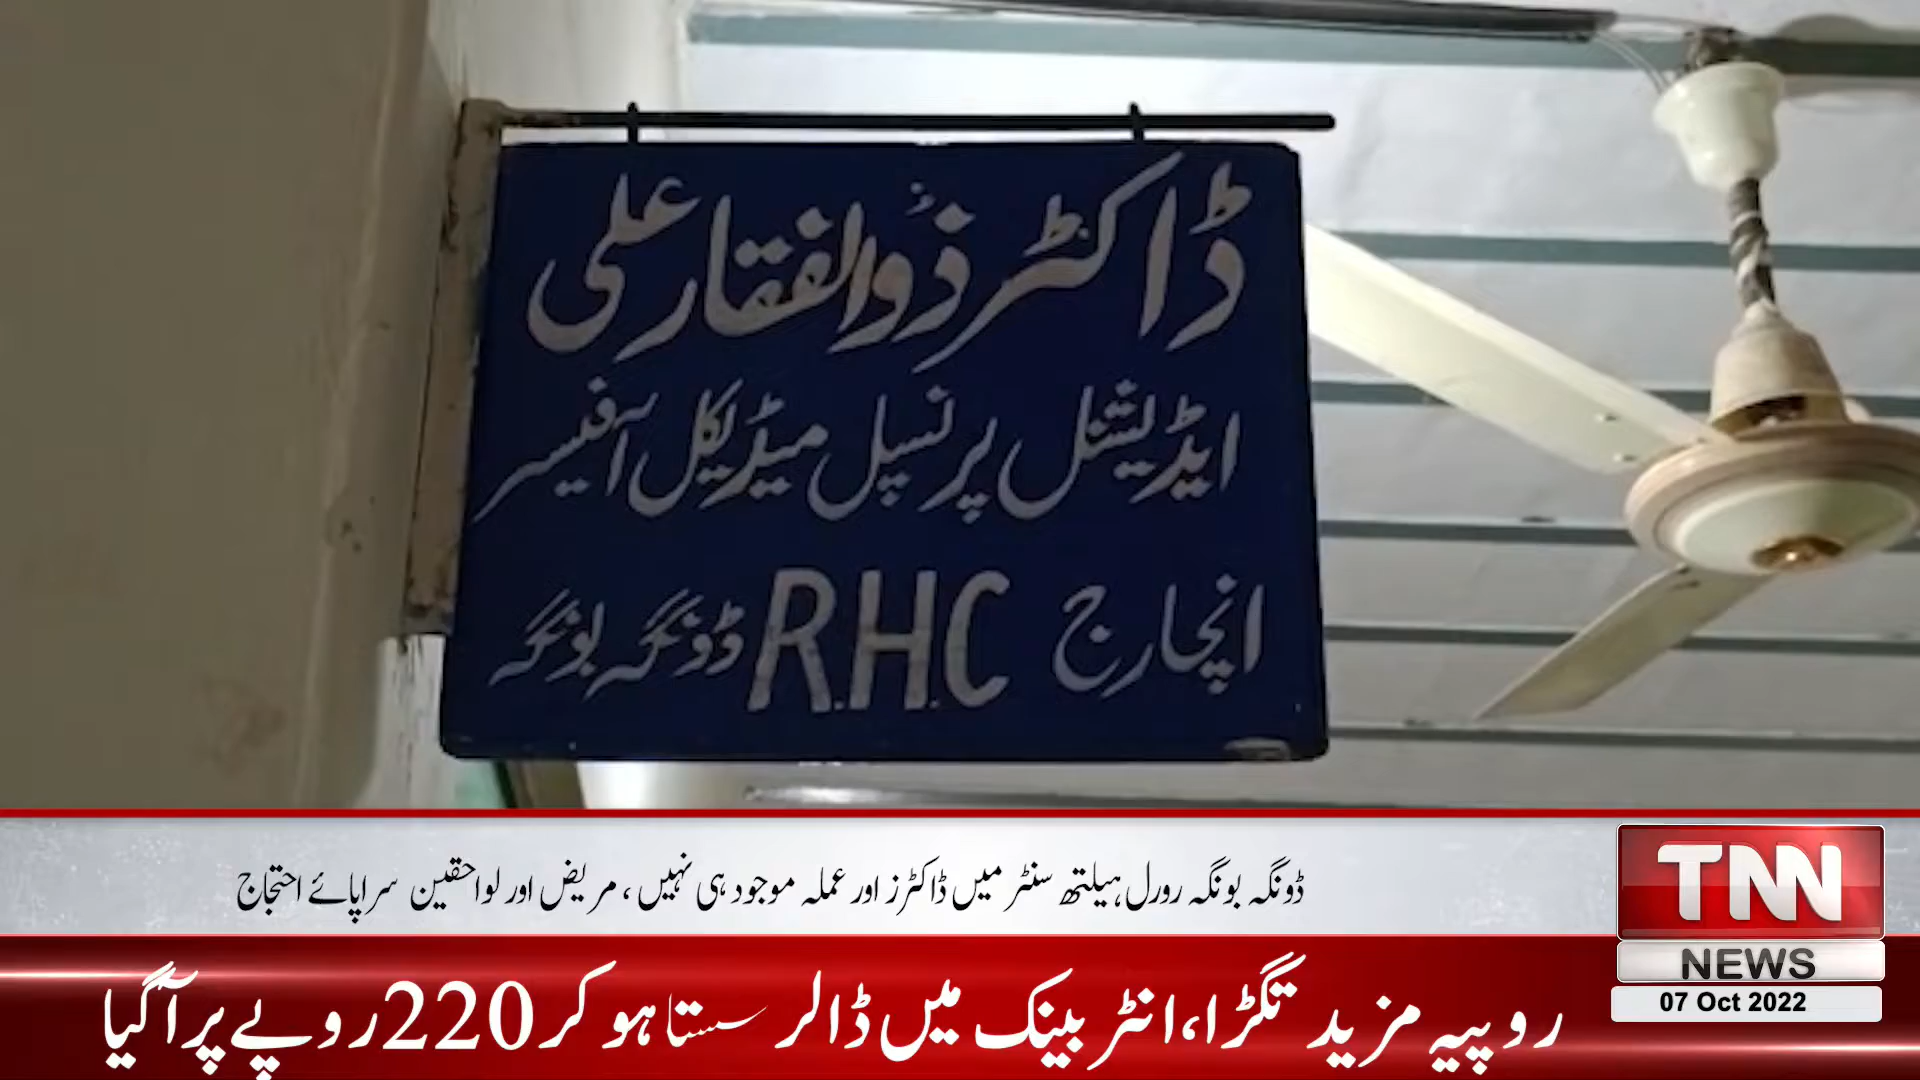 ڈاکٹر ذوالفقار علی
ایڈیشنل پرنسپل میڈیکل آفیسر
انچارج R.H.C ڈونگہ بونگہ
ڈونگہ بونگہ رورل ہیلتھ سنٹر میں ڈاکٹرز اور عملہ موجود ہی نہیں، مریض اور لواحقین سراپائے احتجاج
TNN
NEWS
07 Oct 2022
روپیہ مزید تگڑا، انٹربینک میں ڈالر سستا ہو کر 220 روپے پر آگیا